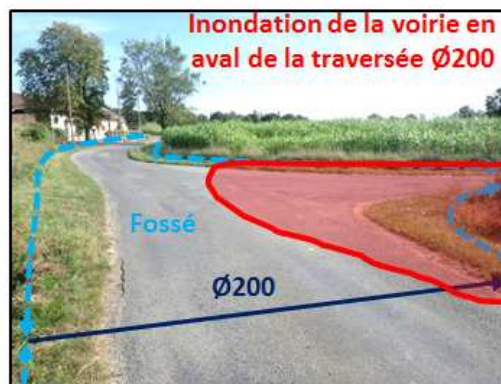 Inondation de la voirie en
aval de la traversée Ø200
Fossé
Ø200